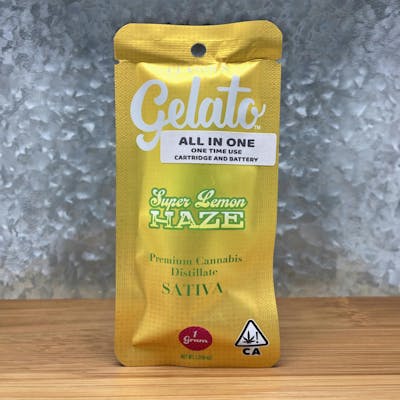 Gelato™
ALL IN ONE
ONE TIME USE
CARTRIDGE AND BATTERY
Super Lemon
HAZE
Premium Cannabis
Distillate
SATIVA
1
Gram
CA